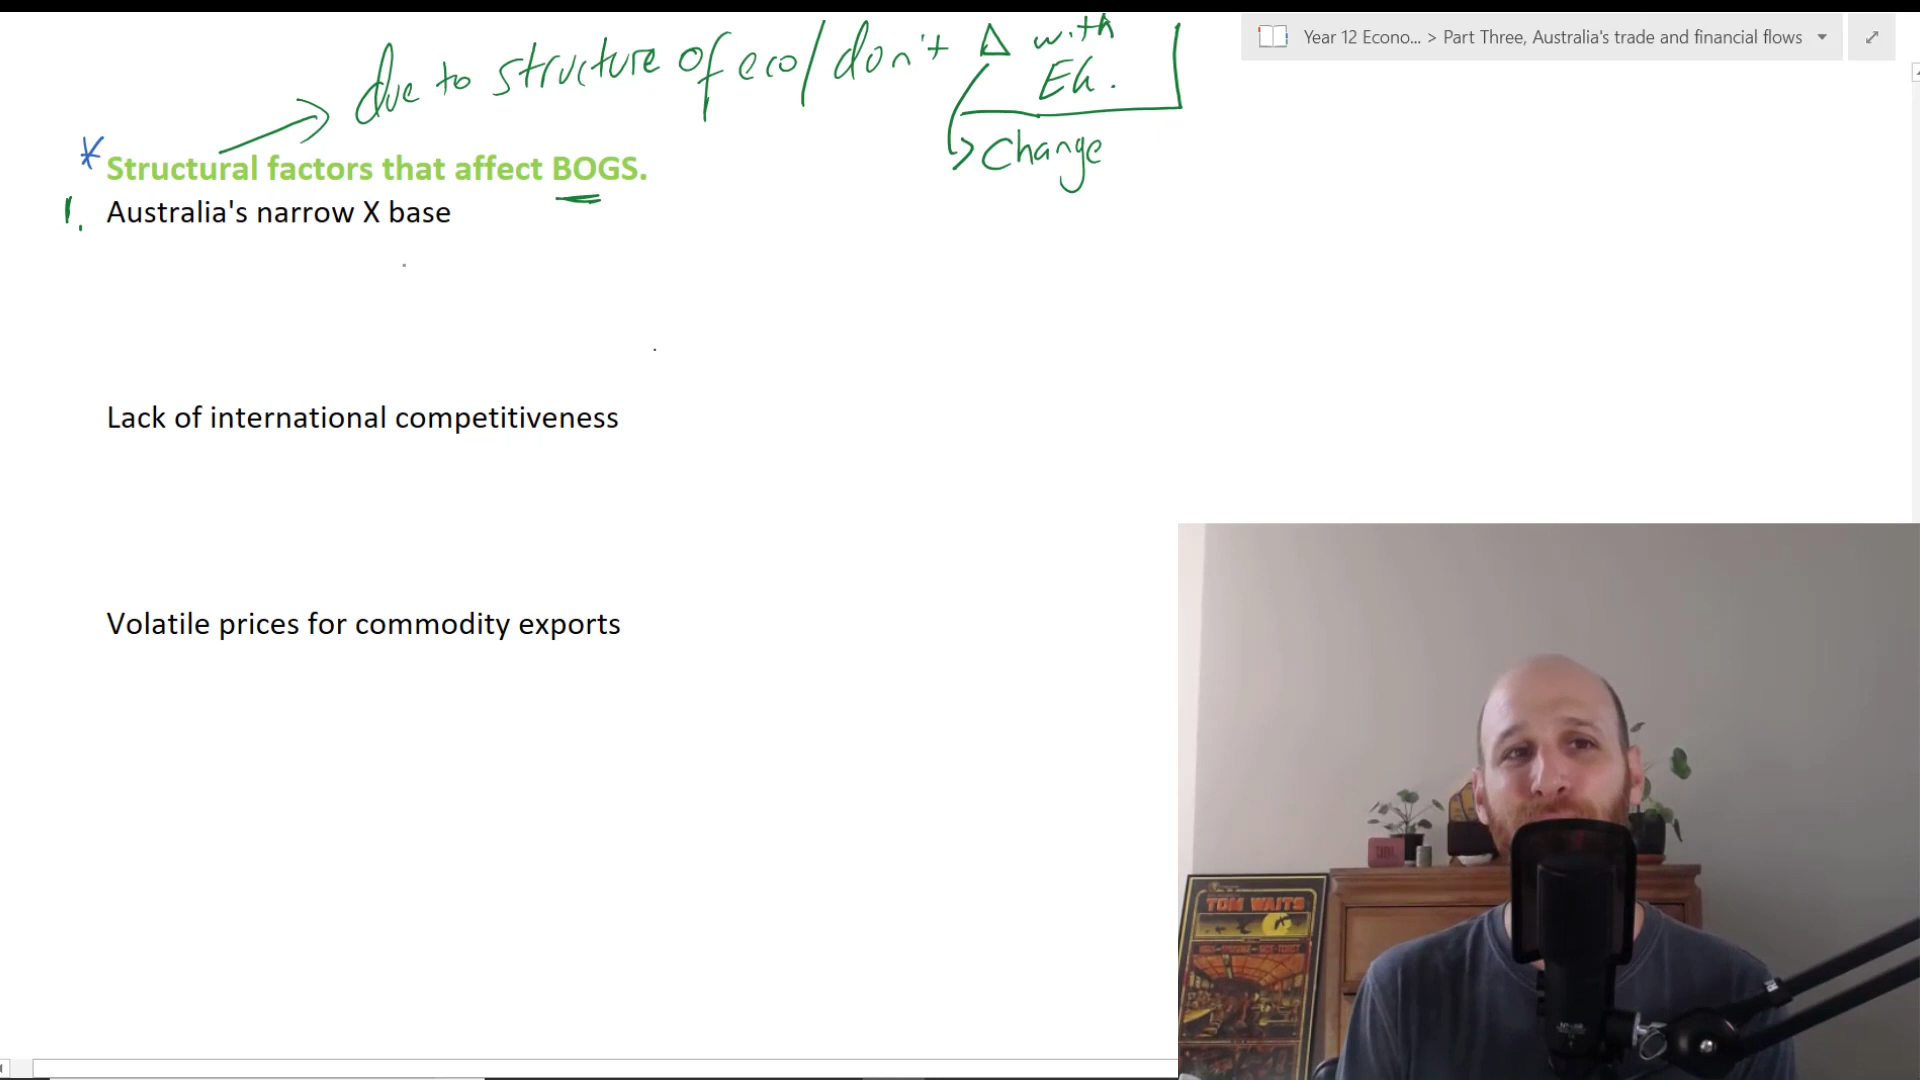 Year 12 Econo... > Part Three, Australia's trade and financial flows
due to structure of eco/don't Δ with
Ek.
Change
* Structural factors that affect BOGS.
1. Australia's narrow X base
Lack of international competitiveness
Volatile prices for commodity exports
JBL
TOM WAITS